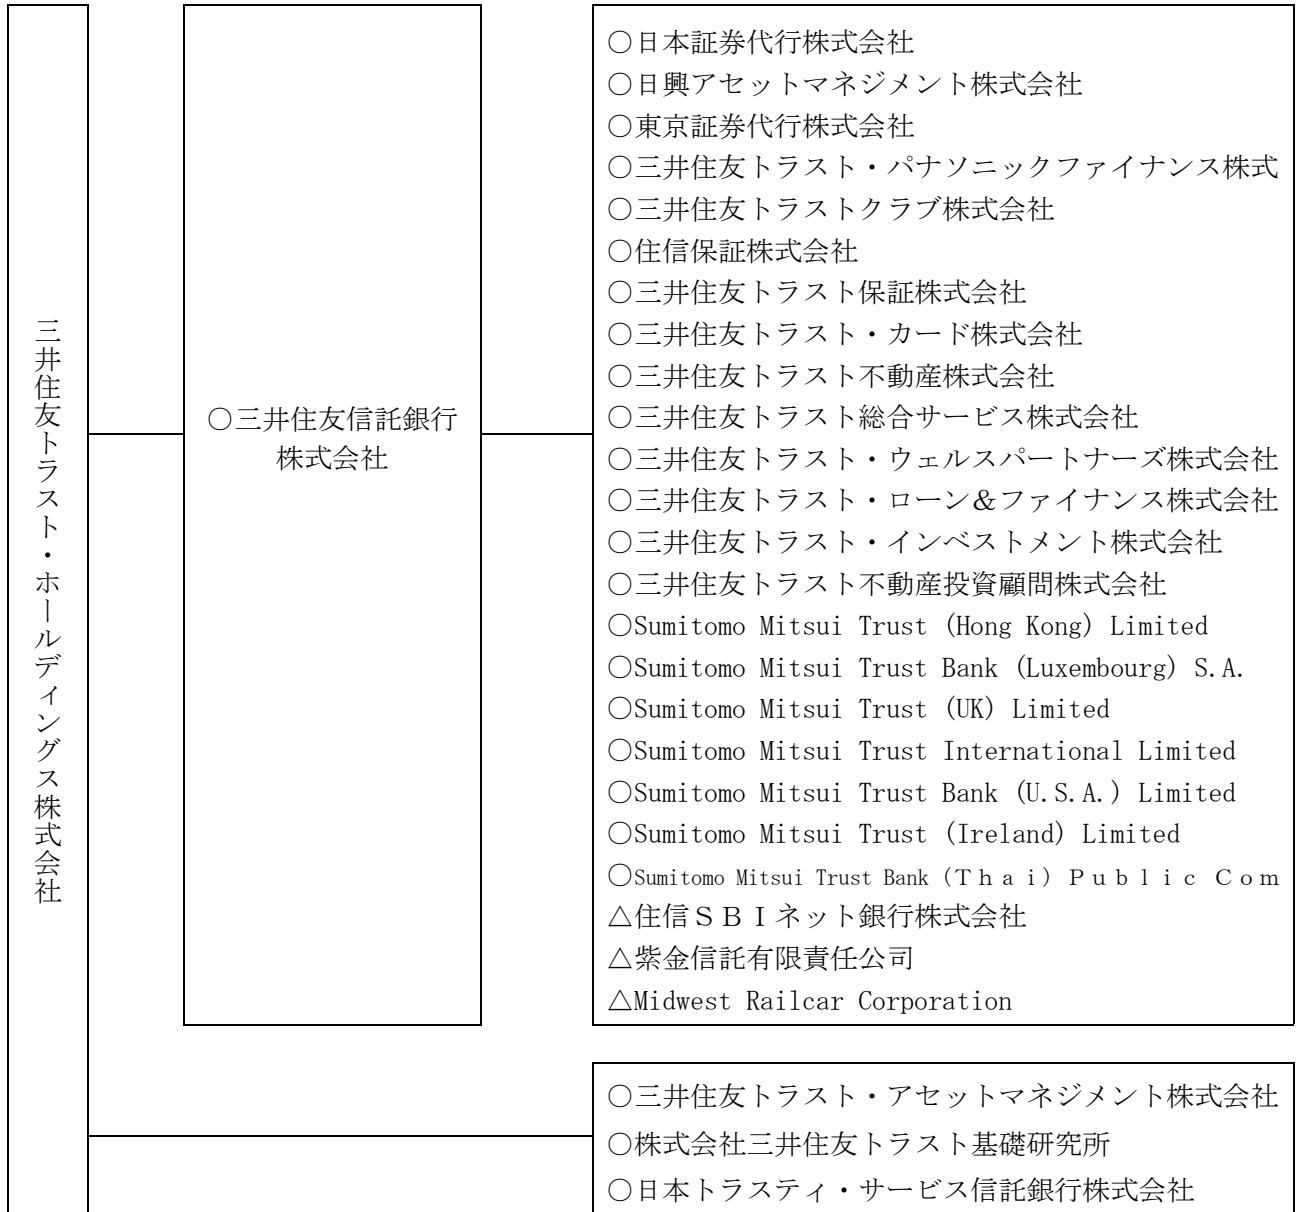 三井住友トラスト・ホールディングス株式会社
○三井住友信託銀行
株式会社
○日本証券代行株式会社
○日興アセットマネジメント株式会社
○東京証券代行株式会社
○三井住友トラスト・パナソニックファイナンス株式
○三井住友トラストクラブ株式会社
○住信保証株式会社
○三井住友トラスト保証株式会社
○三井住友トラスト・カード株式会社
○三井住友トラスト不動産株式会社
○三井住友トラスト総合サービス株式会社
○三井住友トラスト・ウェルスパートナーズ株式会社
○三井住友トラスト・ローン&ファイナンス株式会社
○三井住友トラスト・インベストメント株式会社
○三井住友トラスト不動産投資顧問株式会社
○Sumitomo Mitsui Trust (Hong Kong) Limited
○Sumitomo Mitsui Trust Bank (Luxembourg) S.A.
○Sumitomo Mitsui Trust (UK) Limited
○Sumitomo Mitsui Trust International Limited
○Sumitomo Mitsui Trust Bank (U.S.A.) Limited
○Sumitomo Mitsui Trust (Ireland) Limited
○Sumitomo Mitsui Trust Bank (Thai) Public Com
△住信SBIネット銀行株式会社
△紫金信託有限責任公司
△Midwest Railcar Corporation
○三井住友トラスト・アセットマネジメント株式会社
○株式会社三井住友トラスト基礎研究所
○日本トラスティ・サービス信託銀行株式会社